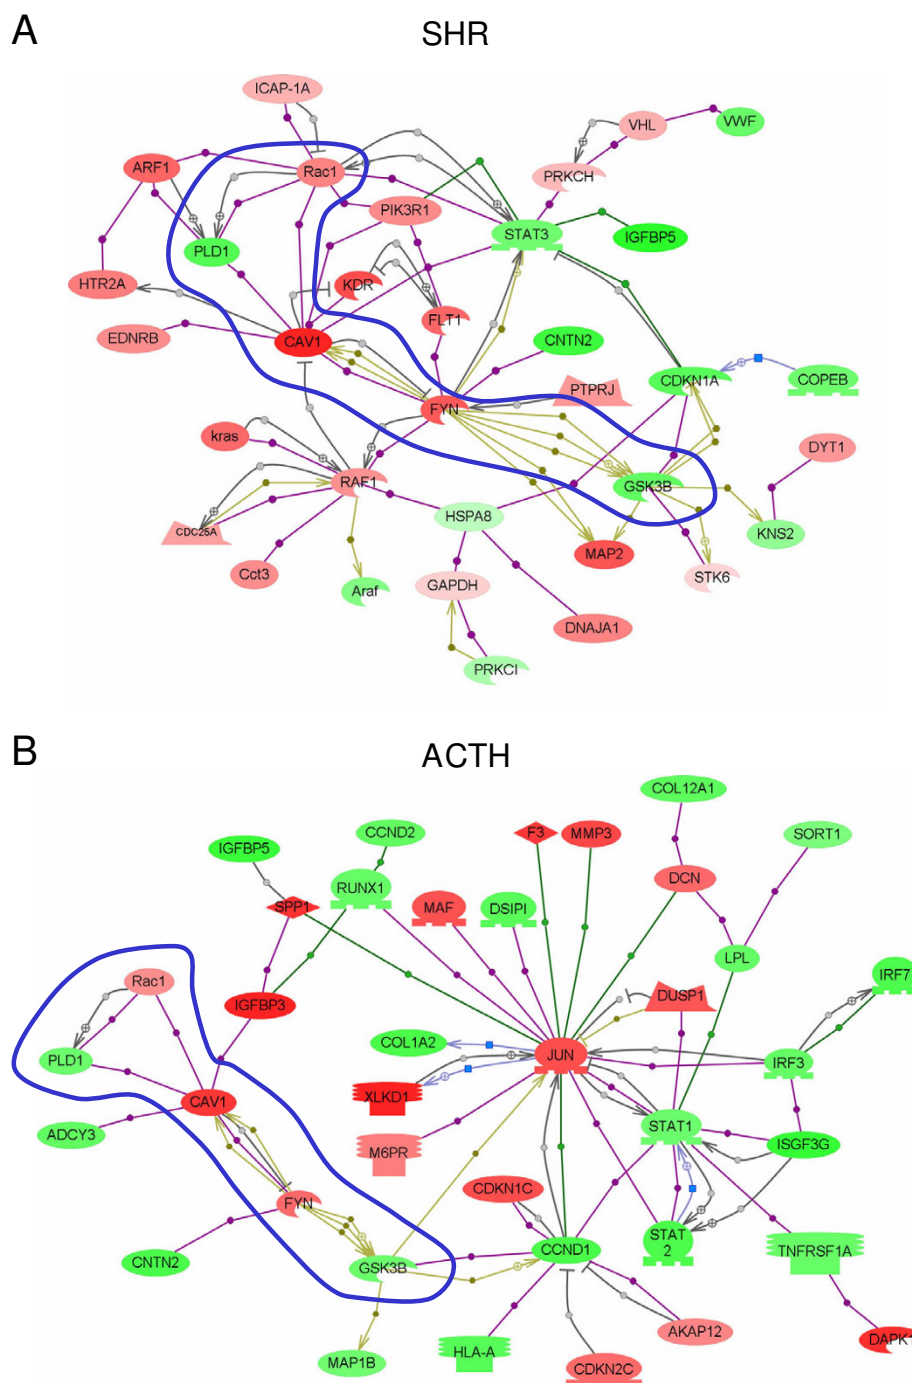 A
SHR
ICAP-1A
VHL
VWF
ARF1
Rac1
PRKCH
PIK3R1
STAT3
IGFBP5
PLD1
HTR2A
KDR
FLT1
EDNRB
CAV1
CNTN2
CDKN1A
COPEB
PTPRJ
FYN
kras
DYT1
RAF1
GSK3B
HSPA8
CDC25A
KNS2
MAP2
Cct3
Araf
GAPDH
STK6
DNAJA1
PRKCI
B
ACTH
COL12A1
CCND2
F3
MMP3
SORT1
IGFBP5
RUNX1
DCN
SPP1
MAF
DSIPI
LPL
IRF7
Rac1
IGFBP3
DUSP1
COL1A2
JUN
PLD1
IRF3
XLKD1
CAV1
STAT1
ADCY3
ISGF3G
M6PR
CDKN1C
FYN
STAT
2
CCND1
TNFRSF1A
CNTN2
GSK3B
AKAP12
DAPK1
MAP1B
HLA-A
CDKN2C